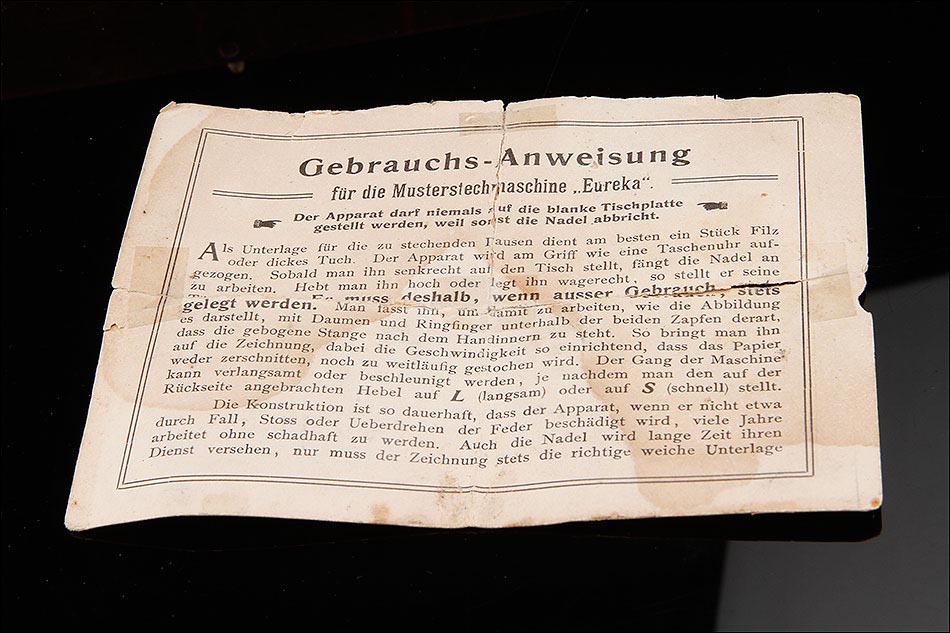 Gebrauchs-Anweisung
für die Musterstechmaschine „Eureka“.
Der Apparat darf niemals auf die blanke Tischplatte
gestellt werden, weil sonst die Nadel abbricht.
Als Unterlage für die zu stechenden Pausen dient am besten ein Stück Filz
oder dickes Tuch. Der Apparat wird am Griff wie eine Taschenuhr auf-
gezogen. Sobald man ihn senkrecht auf den Tisch stellt, fängt die Nadel an
zu arbeiten. Hebt man ihn hoch oder legt ihn wagerecht, so stellt er seine
Er muss deshalb, wenn ausser Gebrauch, stets
gelegt werden. Man fasst ihn, um damit zu arbeiten, wie die Abbildung
es darstellt, mit Daumen und Ringfinger unterhalb der beiden Zapfen derart,
dass die gebogene Stange nach dem Handinnern zu steht. So bringt man ihn
auf die Zeichnung, dabei die Geschwindigkeit so einrichtend, dass das Papier
weder zerschnitten, noch zu weitläufig gestochen wird. Der Gang der Maschine
kann verlangsamt oder beschleunigt werden, je nachdem man den auf der
Rückseite angebrachten Hebel auf L (langsam) oder auf S (schnell) stellt.
Die Konstruktion ist so dauerhaft, dass der Apparat, wenn er nicht etwa
durch Fall, Stoss oder Ueberdrehen der Feder beschädigt wird, viele Jahre
arbeitet ohne schadhaft zu werden. Auch die Nadel wird lange Zeit ihren
Dienst versehen, nur muss der Zeichnung stets die richtige weiche Unterlage